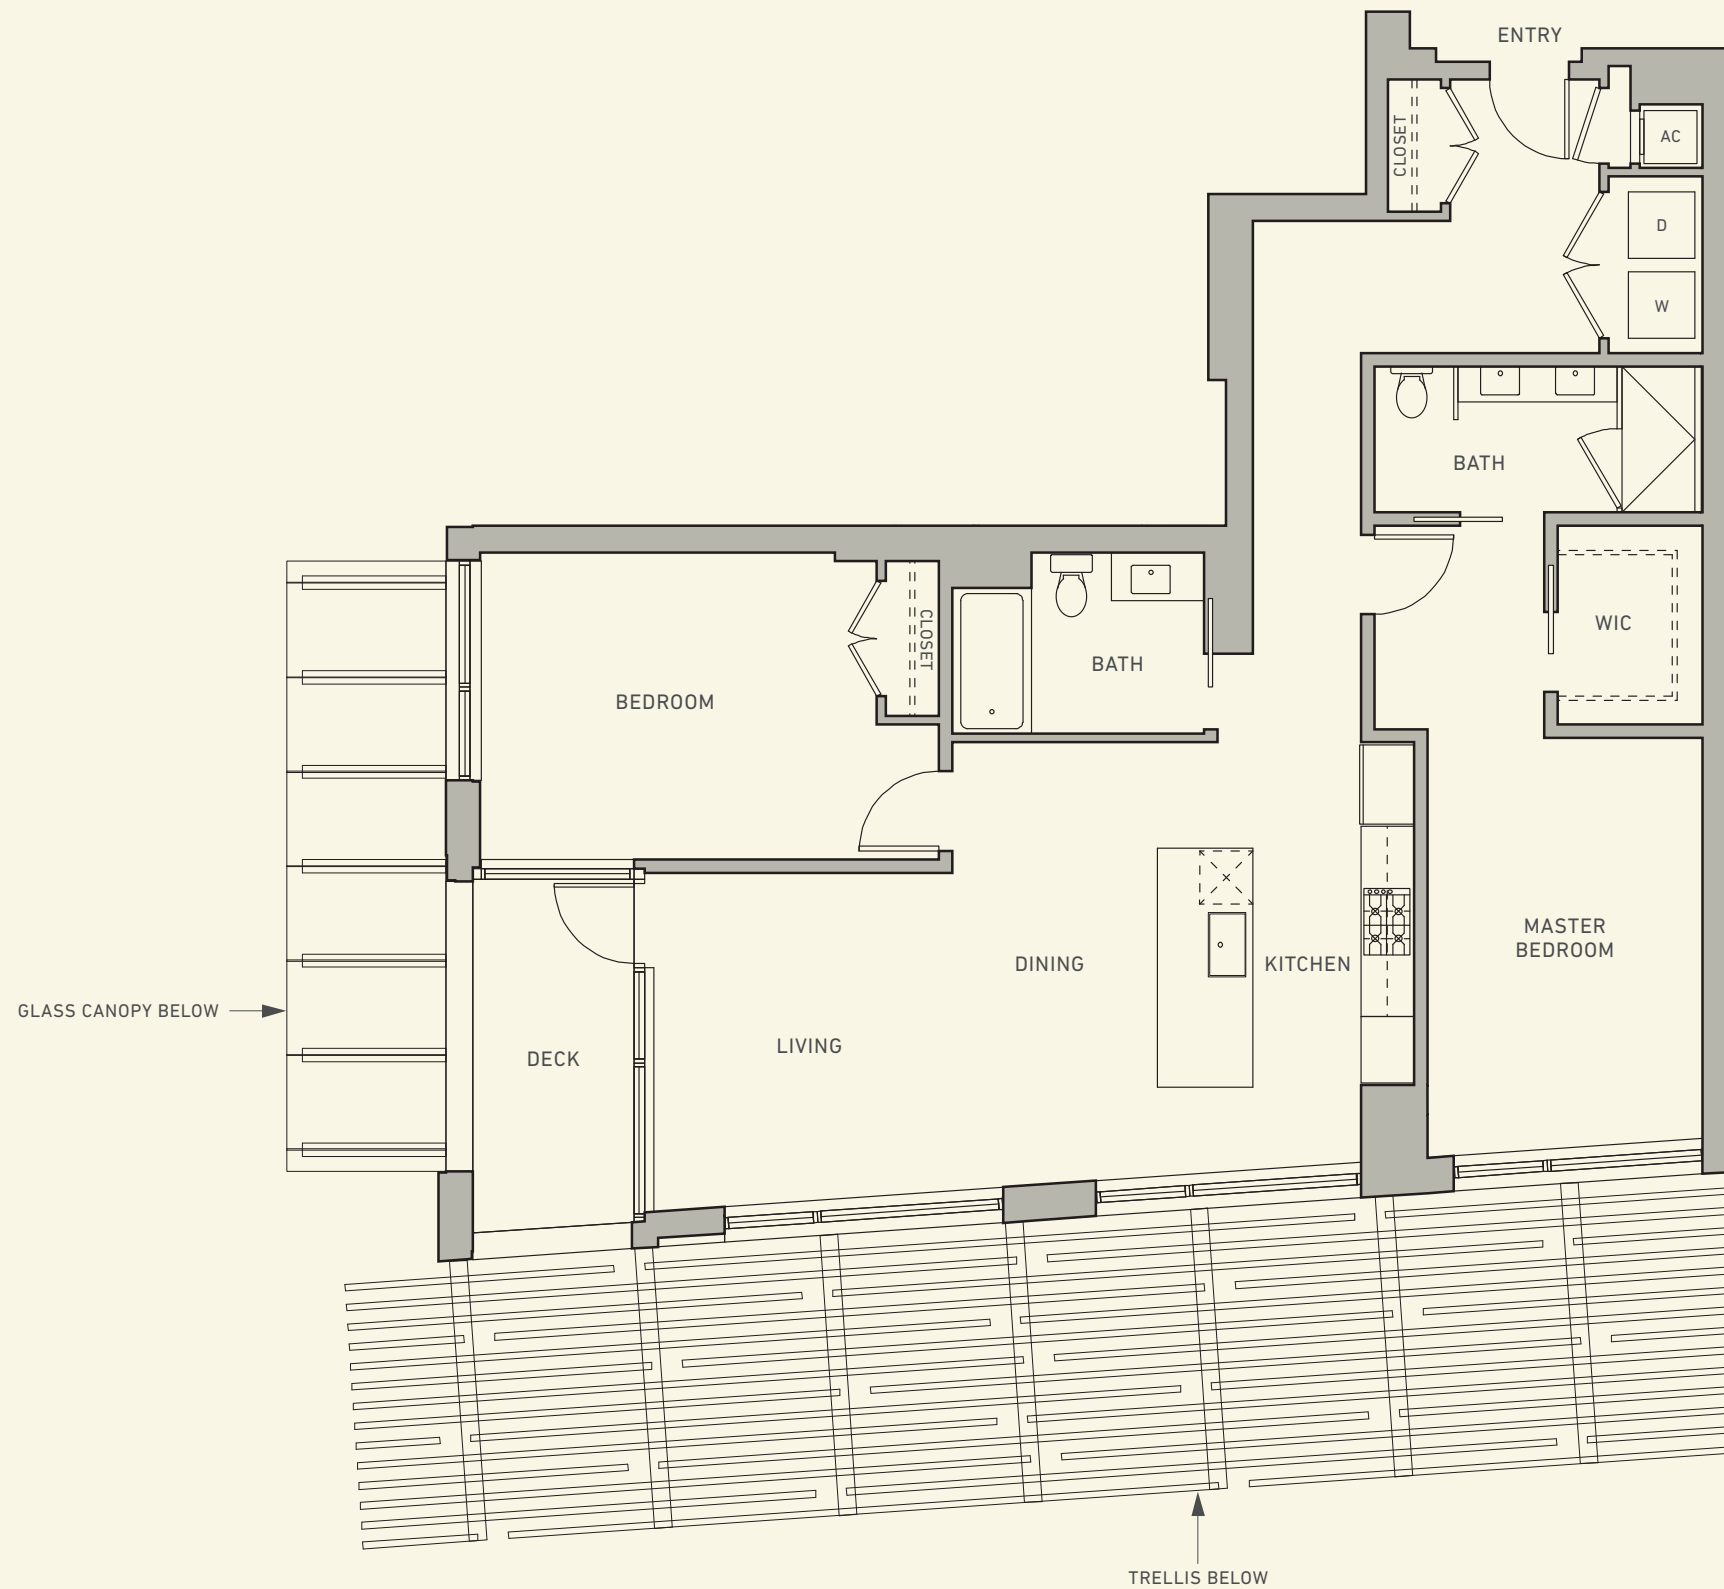 ENTRY
CLOSET
AC
D
W
BATH
WIC
CLOSET
BATH
BEDROOM
MASTER
BEDROOM
DINING
KITCHEN
GLASS CANOPY BELOW
LIVING
DECK
TRELLIS BELOW